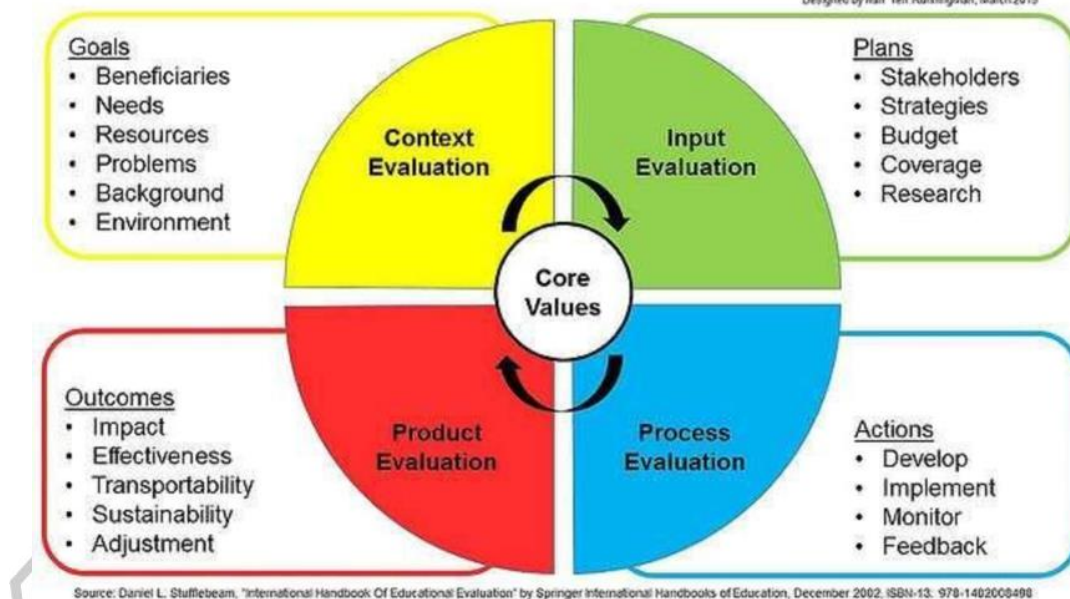 Goals
• Beneficiaries
• Needs
• Resources
• Problems
• Background
• Environment
Context
Evaluation
Input
Evaluation
Plans
• Stakeholders
• Strategies
• Budget
• Coverage
• Research
Core
Values
Outcomes
• Impact
• Effectiveness
• Transportability
• Sustainability
• Adjustment
Product
Evaluation
Process
Evaluation
Actions
• Develop
• Implement
• Monitor
• Feedback
Source: Daniel L. Stufflebeam, "International Handbook Of Educational Evaluation" by Springer International Handbooks of Education, December 2002, ISBN-13: 978-1402008498